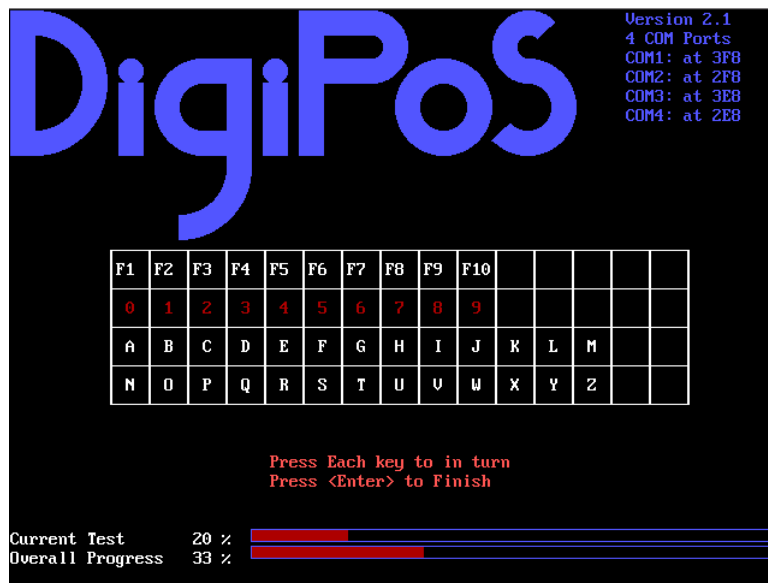 DigiPoS
Version 2.1
4 COM Ports
COM1: at 3F8
COM2: at 2F8
COM3: at 3E8
COM4: at 2E8
F1 F2 F3 F4 F5 F6 F7 F8 F9 F10
0 1 2 3 4 5 6 7 8 9
A B C D E F G H I J K L M
N O P Q R S T U V W X Y Z
Press Each key to in turn
Press <Enter> to Finish
Current Test 20 %
Overall Progress 33 %